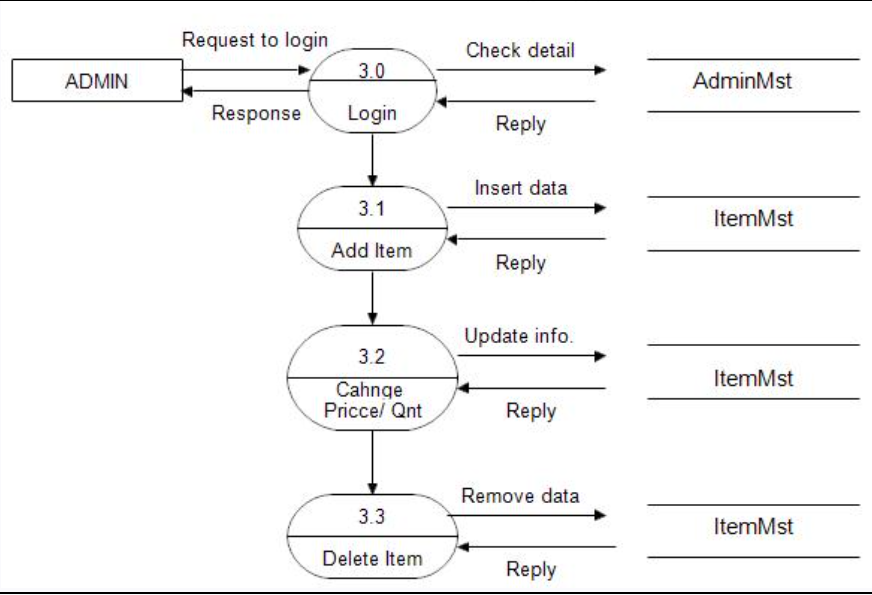 Request to login
ADMIN
Response
3.0
Login
Check detail
Reply
AdminMst
3.1
Add Item
Insert data
Reply
ItemMst
3.2
Cahnge
Pricce/ Qnt
Update info.
Reply
ItemMst
3.3
Delete Item
Remove data
Reply
ItemMst